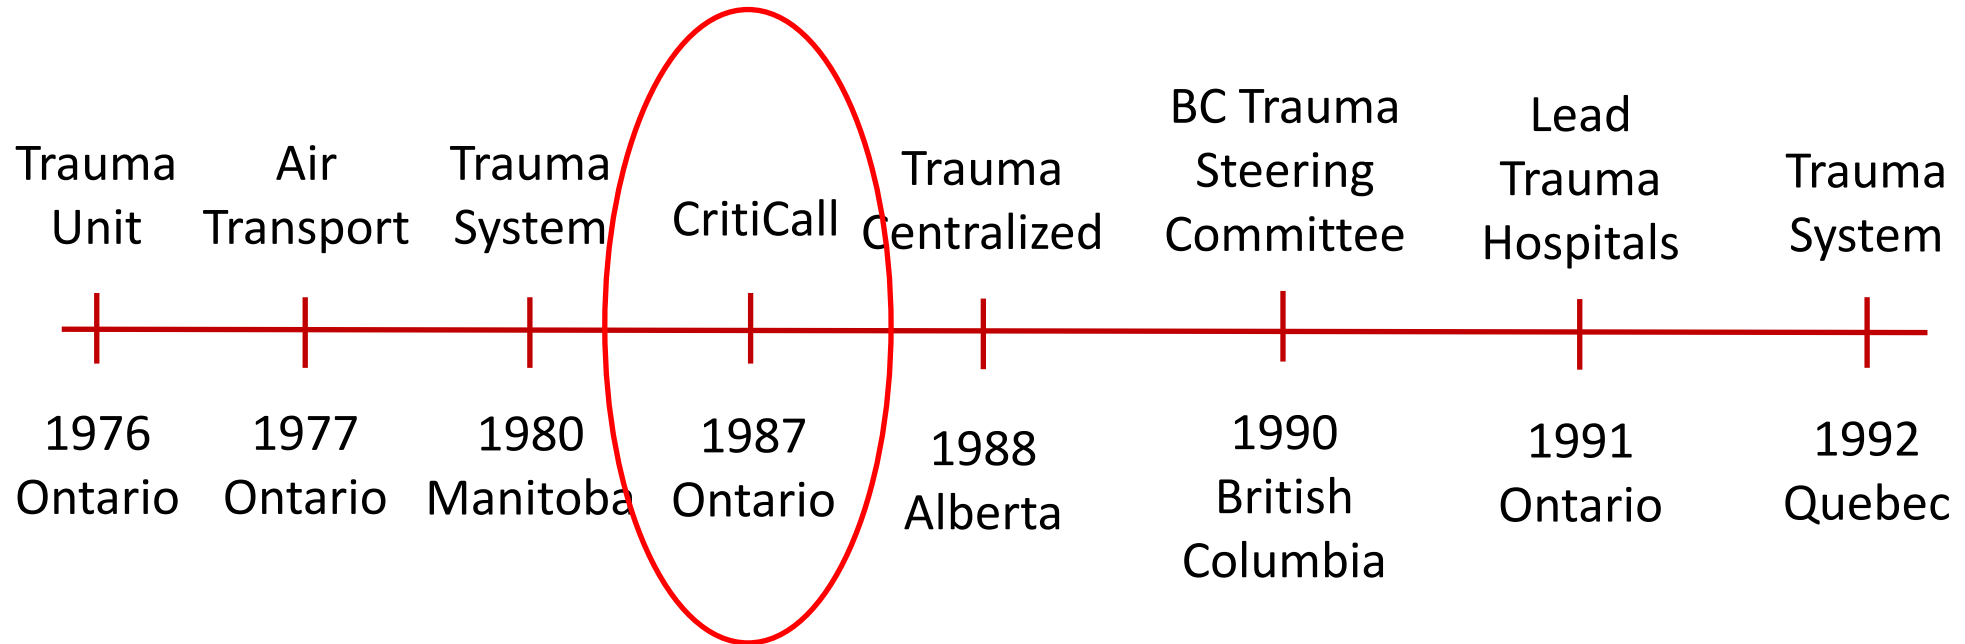 Trauma
Unit
Air
Transport
Trauma
System
CritiCall
Trauma
Centralized
BC Trauma
Steering
Committee
Lead
Trauma
Hospitals
Trauma
System
1976
Ontario
1977
Ontario
1980
Manitoba
1987
Ontario
1988
Alberta
1990
British
Columbia
1991
Ontario
1992
Quebec